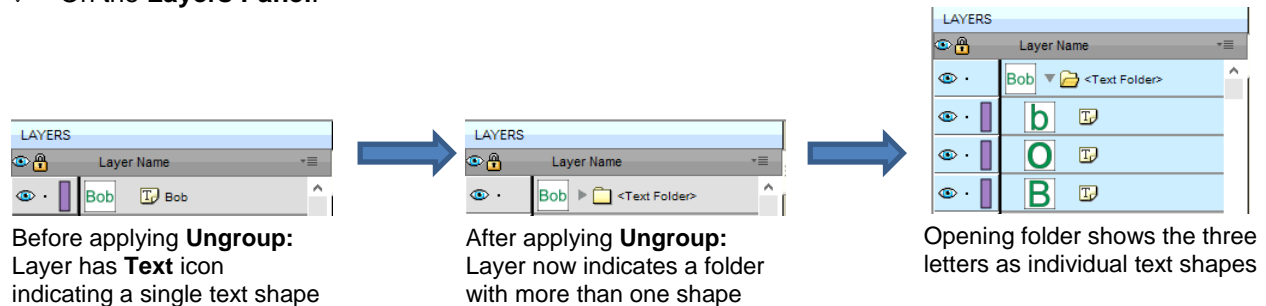 On the Layers Panel:
LAYERS
Layer Name
Bob Bob
Before applying Ungroup:
Layer has Text icon
indicating a single text shape
LAYERS
Layer Name
Bob <Text Folder>
After applying Ungroup:
Layer now indicates a folder
with more than one shape
LAYERS
Layer Name
Bob <Text Folder>
b
O
B
Opening folder shows the three
letters as individual text shapes